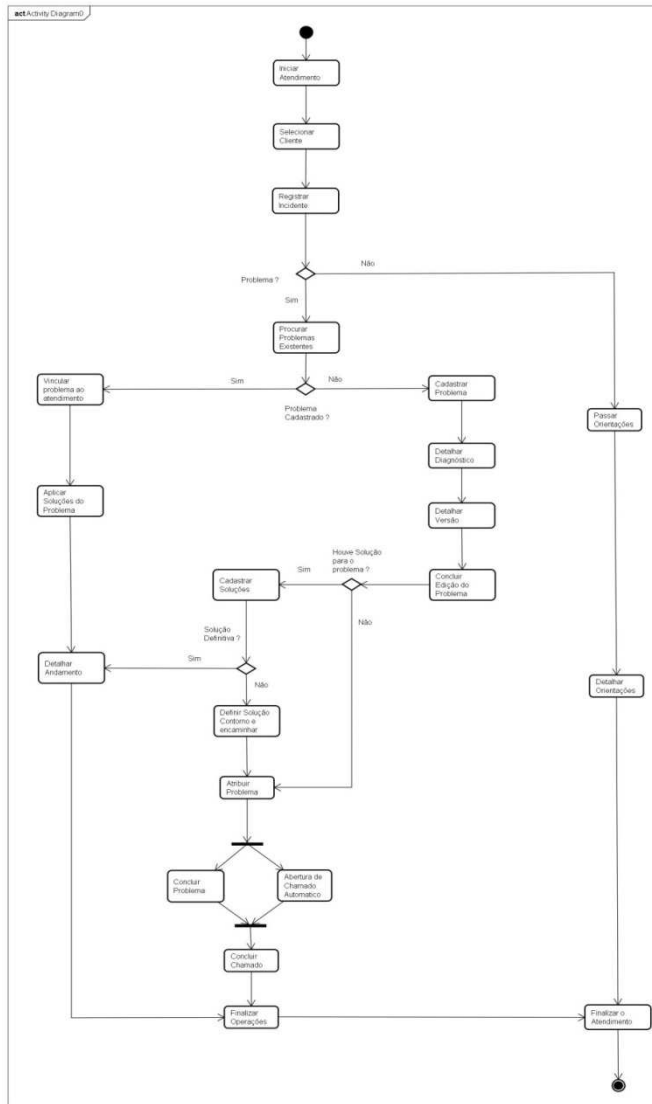 act Activity Diagram0
Iniciar
Atendimento
Selecionar
Cliente
Registrar
Incidente
Não
Problema ?
Sim
Procurar
Problemas
Existentes
Vincular
problema ao
atendimento
Sim
Não
Cadastrar
Problema
Problema
Cadastrado ?
Passar
Orientações
Detalhar
Diagnóstico
Aplicar
Soluções do
Problema
Detalhar
Versão
Houve Solução
para o
problema ?
Sim
Cadastrar
Soluções
Concluir
Edição do
Problema
Não
Solução
Definitiva ?
Sim
Detalhar
Andamento
Não
Detalhar
Orientações
Definir Solução
Contorno e
encaminhar
Atribuir
Problema
Concluir
Problema
Abertura de
Chamado
Automatico
Concluir
Chamado
Finalizar
Operações
Finalizar o
Atendimento